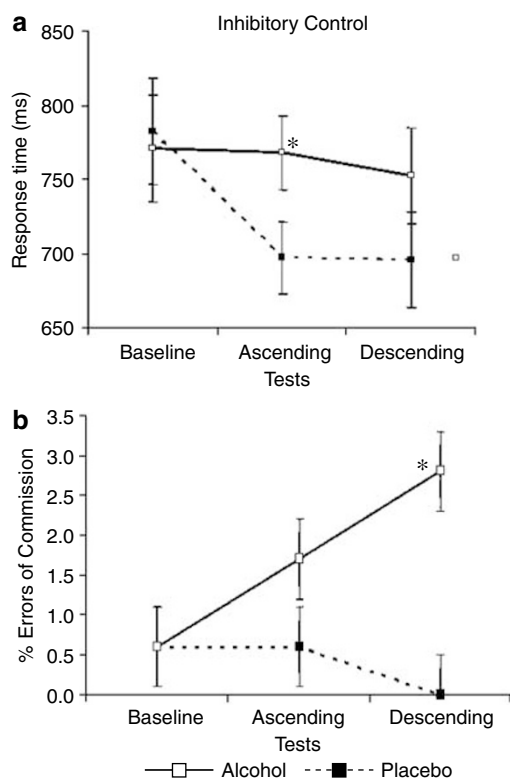 a Inhibitory Control
850
800
750
700
650
Response time (ms)
Baseline Ascending Descending
Tests
*
b
3.5
3.0
2.5
2.0
1.5
1.0
0.5
0.0
% Errors of Commission
*
Baseline Ascending Descending
Tests
Alcohol Placebo